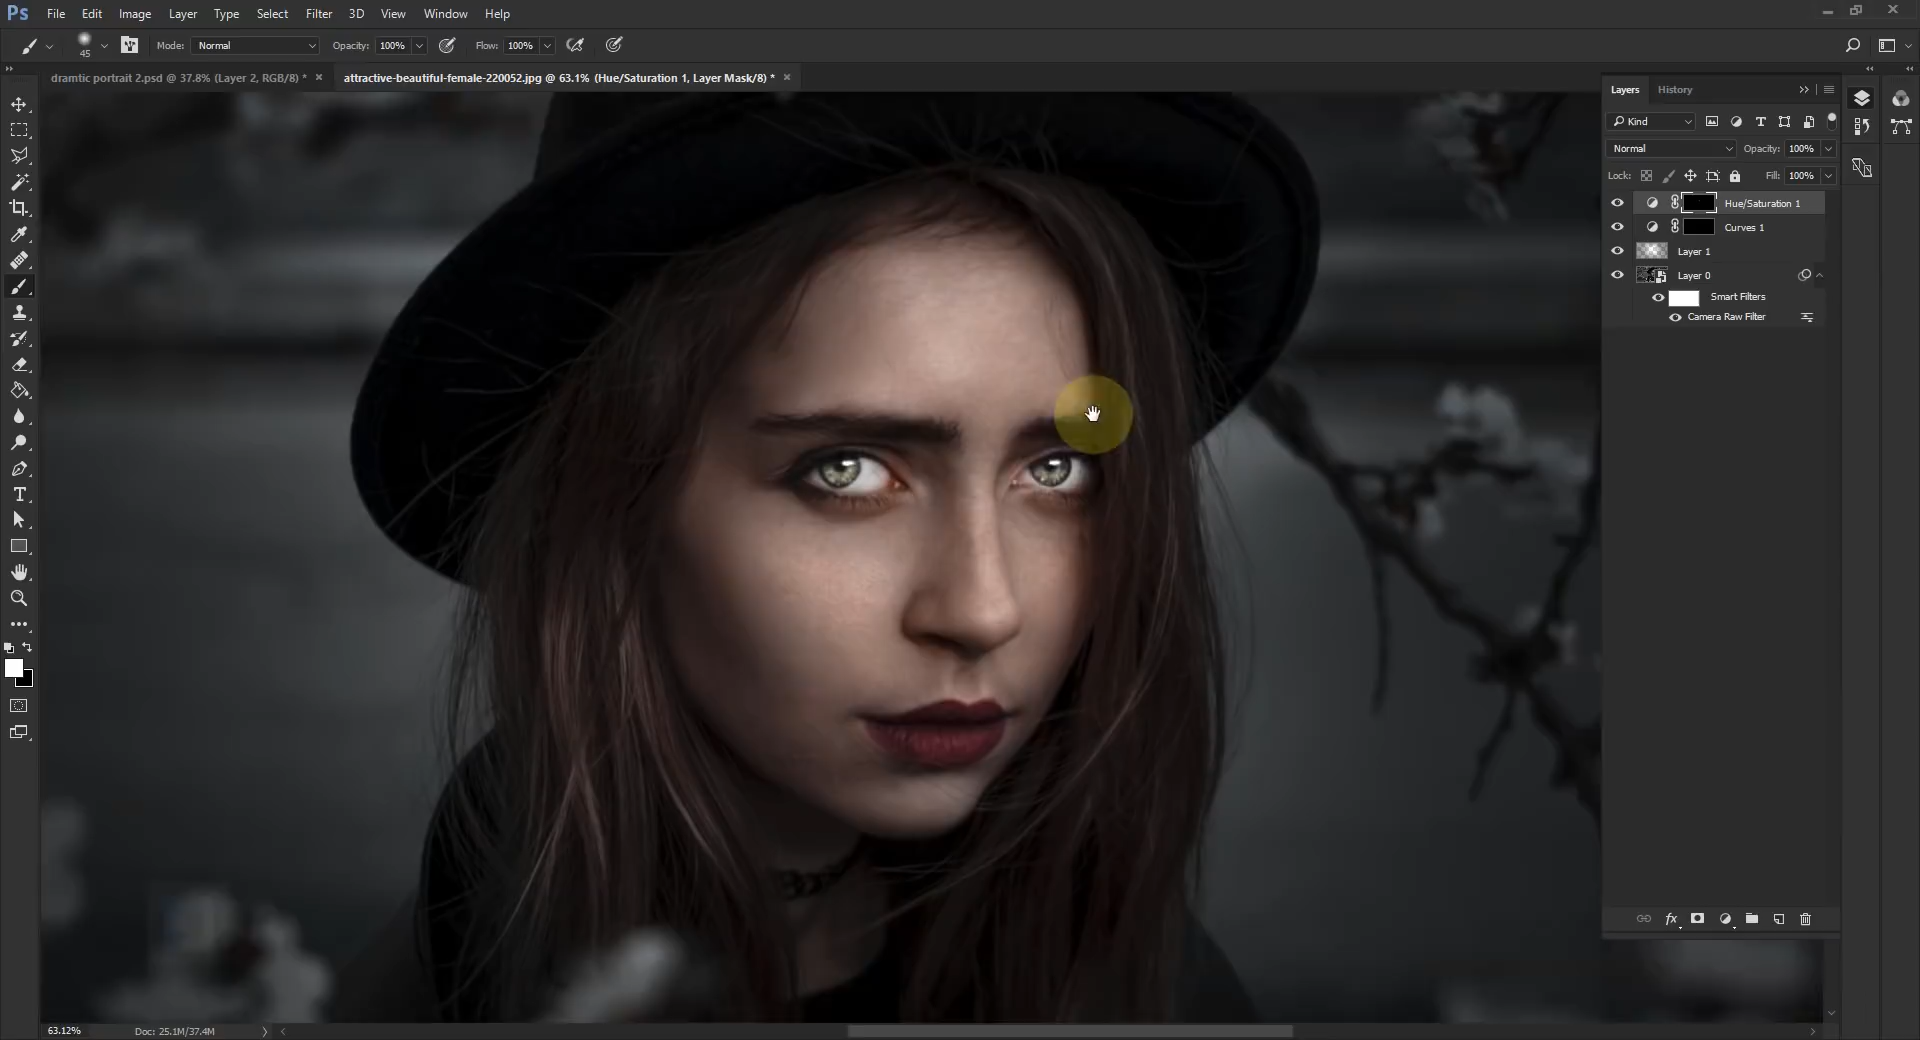 Ps File Edit Image Layer Type Select Filter 3D View Window Help
45 Mode: Normal Opacity: 100% Flow: 100%
dramtic portrait 2.psd @ 37.8% (Layer 2, RGB/8) * attractive-beautiful-female-220052.jpg @ 63.1% (Hue/Saturation 1, Layer Mask/8) *
Layers History
Kind
Normal Opacity: 100%
Lock: Fill: 100%
Hue/Saturation 1
Curves 1
Layer 1
Layer 0
Smart Filters
Camera Raw Filter
fx
63.12% Doc: 25.1M/37.4M